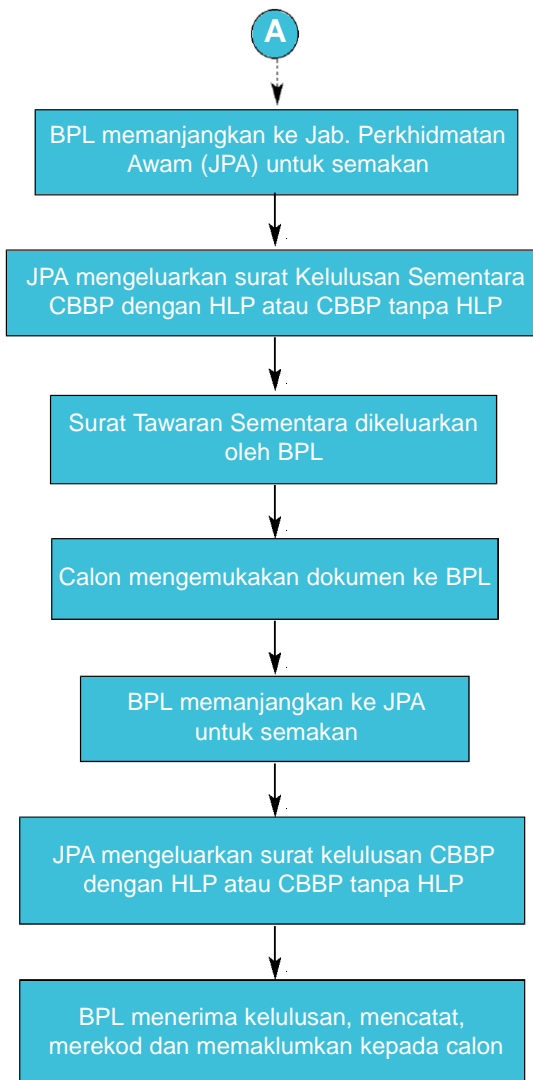 A
BPL memanjangkan ke Jab. Perkhidmatan
Awam (JPA) untuk semakan
JPA mengeluarkan surat Kelulusan Sementara
CBBP dengan HLP atau CBBP tanpa HLP
Surat Tawaran Sementara dikeluarkan
oleh BPL
Calon mengemukakan dokumen ke BPL
BPL memanjangkan ke JPA
untuk semakan
JPA mengeluarkan surat kelulusan CBBP
dengan HLP atau CBBP tanpa HLP
BPL menerima kelulusan, mencatat,
merekod dan memaklumkan kepada calon